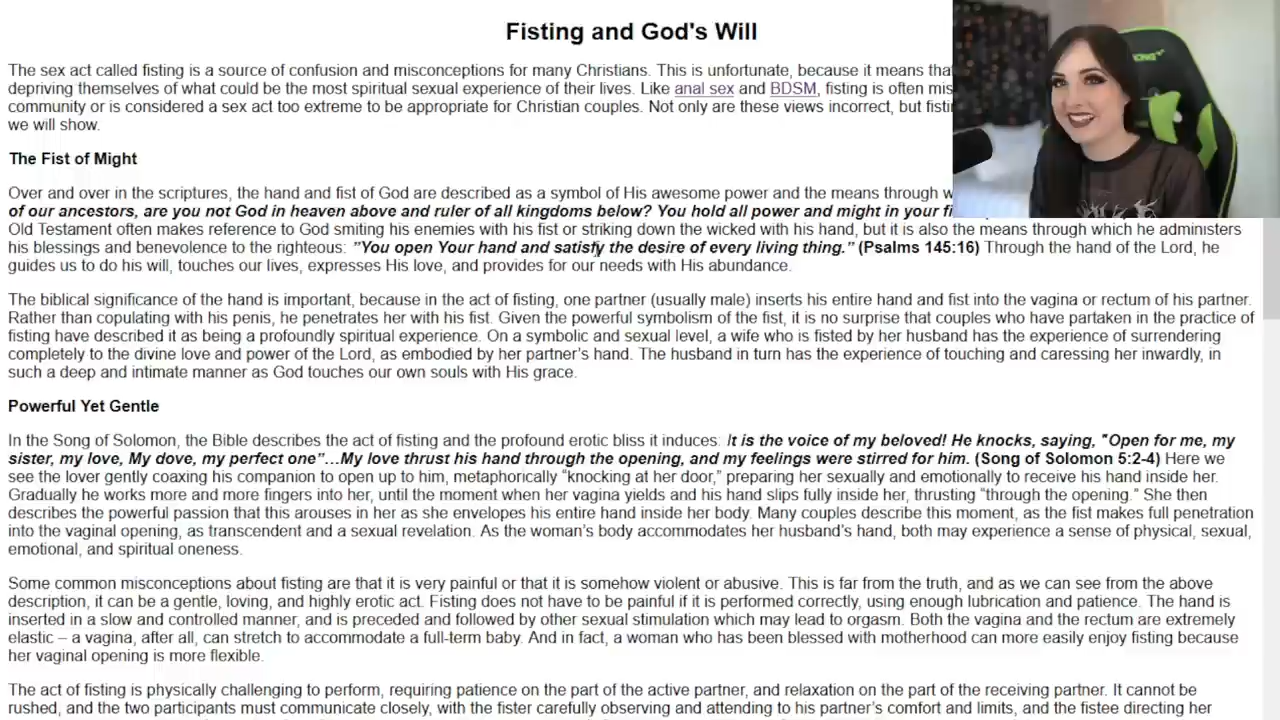 Fisting and God's Will
The sex act called fisting is a source of confusion and misconceptions for many Christians. This is unfortunate, because it means that
depriving themselves of what could be the most spiritual sexual experience of their lives. Like anal sex and BDSM, fisting is often mis
community or is considered a sex act too extreme to be appropriate for Christian couples. Not only are these views incorrect, but fisti
we will show.
The Fist of Might
Over and over in the scriptures, the hand and fist of God are described as a symbol of His awesome power and the means through w
of our ancestors, are you not God in heaven above and ruler of all kingdoms below? You hold all power and might in your fi
Old Testament often makes reference to God smiting his enemies with his fist or striking down the wicked with his hand, but it is also the means through which he administers
his blessings and benevolence to the righteous: "You open Your hand and satisfy the desire of every living thing." (Psalms 145:16) Through the hand of the Lord, he
guides us to do his will, touches our lives, expresses His love, and provides for our needs with His abundance.
The biblical significance of the hand is important, because in the act of fisting, one partner (usually male) inserts his entire hand and fist into the vagina or rectum of his partner.
Rather than copulating with his penis, he penetrates her with his fist. Given the powerful symbolism of the fist, it is no surprise that couples who have partaken in the practice of
fisting have described it as being a profoundly spiritual experience. On a symbolic and sexual level, a wife who is fisted by her husband has the experience of surrendering
completely to the divine love and power of the Lord, as embodied by her partner's hand. The husband in turn has the experience of touching and caressing her inwardly, in
such a deep and intimate manner as God touches our own souls with His grace.
Powerful Yet Gentle
In the Song of Solomon, the Bible describes the act of fisting and the profound erotic bliss it induces: It is the voice of my beloved! He knocks, saying, "Open for me, my
sister, my love, My dove, my perfect one"…My love thrust his hand through the opening, and my feelings were stirred for him. (Song of Solomon 5:2-4) Here we
see the lover gently coaxing his companion to open up to him, metaphorically "knocking at her door," preparing her sexually and emotionally to receive his hand inside her.
Gradually he works more and more fingers into her, until the moment when her vagina yields and his hand slips fully inside her, thrusting "through the opening." She then
describes the powerful passion that this arouses in her as she envelopes his entire hand inside her body. Many couples describe this moment, as the fist makes full penetration
into the vaginal opening, as transcendent and a sexual revelation. As the woman's body accommodates her husband's hand, both may experience a sense of physical, sexual,
emotional, and spiritual oneness.
Some common misconceptions about fisting are that it is very painful or that it is somehow violent or abusive. This is far from the truth, and as we can see from the above
description, it can be a gentle, loving, and highly erotic act. Fisting does not have to be painful if it is performed correctly, using enough lubrication and patience. The hand is
inserted in a slow and controlled manner, and is preceded and followed by other sexual stimulation which may lead to orgasm. Both the vagina and the rectum are extremely
elastic – a vagina, after all, can stretch to accommodate a full-term baby. And in fact, a woman who has been blessed with motherhood can more easily enjoy fisting because
her vaginal opening is more flexible.
The act of fisting is physically challenging to perform, requiring patience on the part of the active partner, and relaxation on the part of the receiving partner. It cannot be
rushed, and the two participants must communicate closely, with the fister carefully observing and attending to his partner's comfort and limits, and the fistee directing her